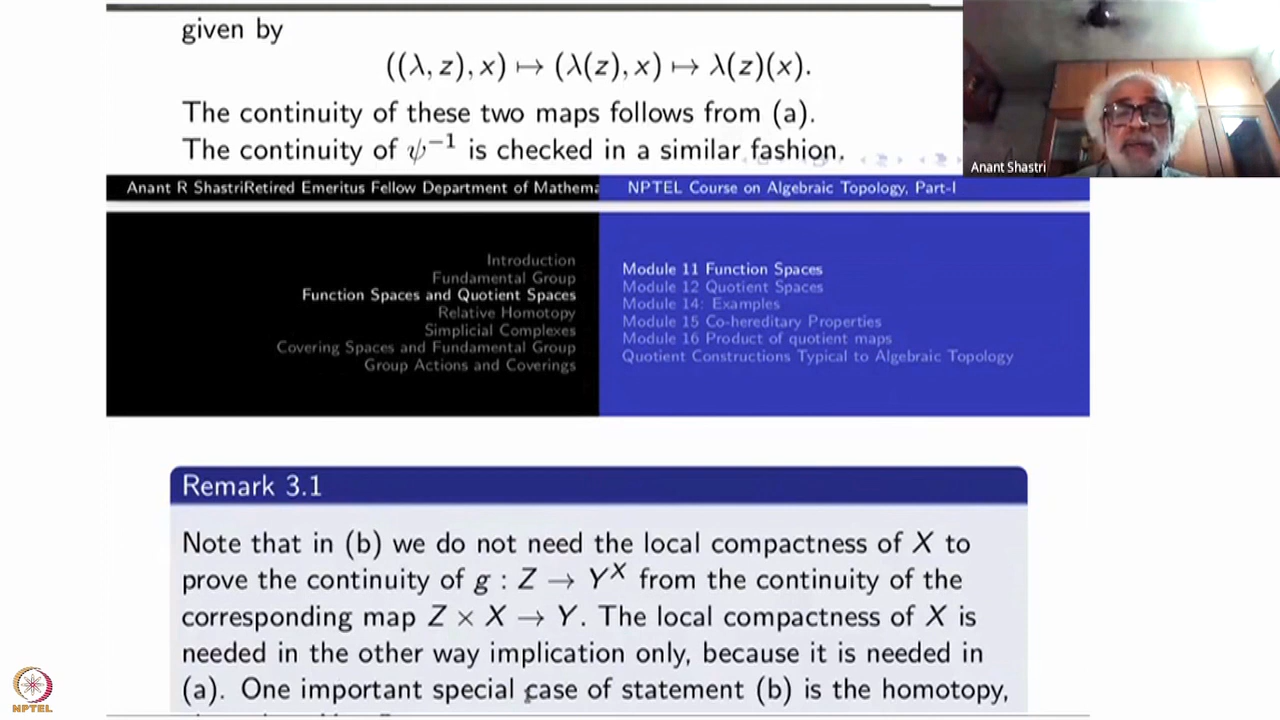 given by
((λ, z), x) ↦ (λ(z), x) ↦ λ(z)(x).
The continuity of these two maps follows from (a).
The continuity of ψ⁻¹ is checked in a similar fashion.
Anant Shastri
Anant R ShastriRetired Emeritus Fellow Department of Mathema
NPTEL Course on Algebraic Topology, Part-I
Introduction
Fundamental Group
Function Spaces and Quotient Spaces
Relative Homotopy
Simplicial Complexes
Covering Spaces and Fundamental Group
Group Actions and Coverings
Module 11 Function Spaces
Module 12 Quotient Spaces
Module 14: Examples
Module 15 Co-hereditary Properties
Module 16 Product of quotient maps
Quotient Constructions Typical to Algebraic Topology
Remark 3.1
Note that in (b) we do not need the local compactness of X to
prove the continuity of g : Z → Y^X from the continuity of the
corresponding map Z × X → Y. The local compactness of X is
needed in the other way implication only, because it is needed in
(a). One important special case of statement (b) is the homotopy,
NPTEL